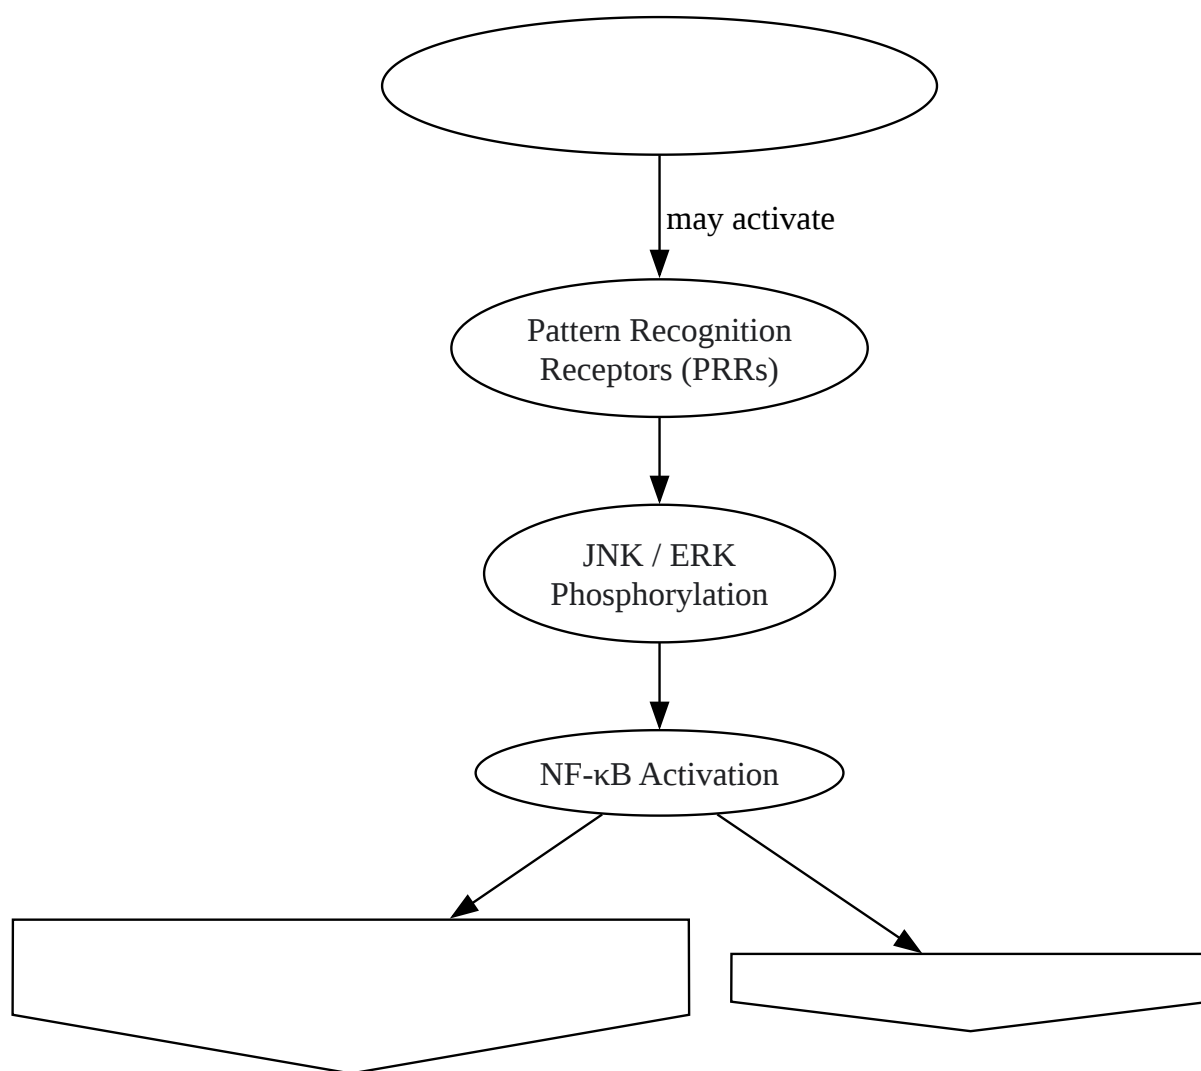 may activate
Pattern Recognition
Receptors (PRRs)
JNK / ERK
Phosphorylation
NF-κB Activation